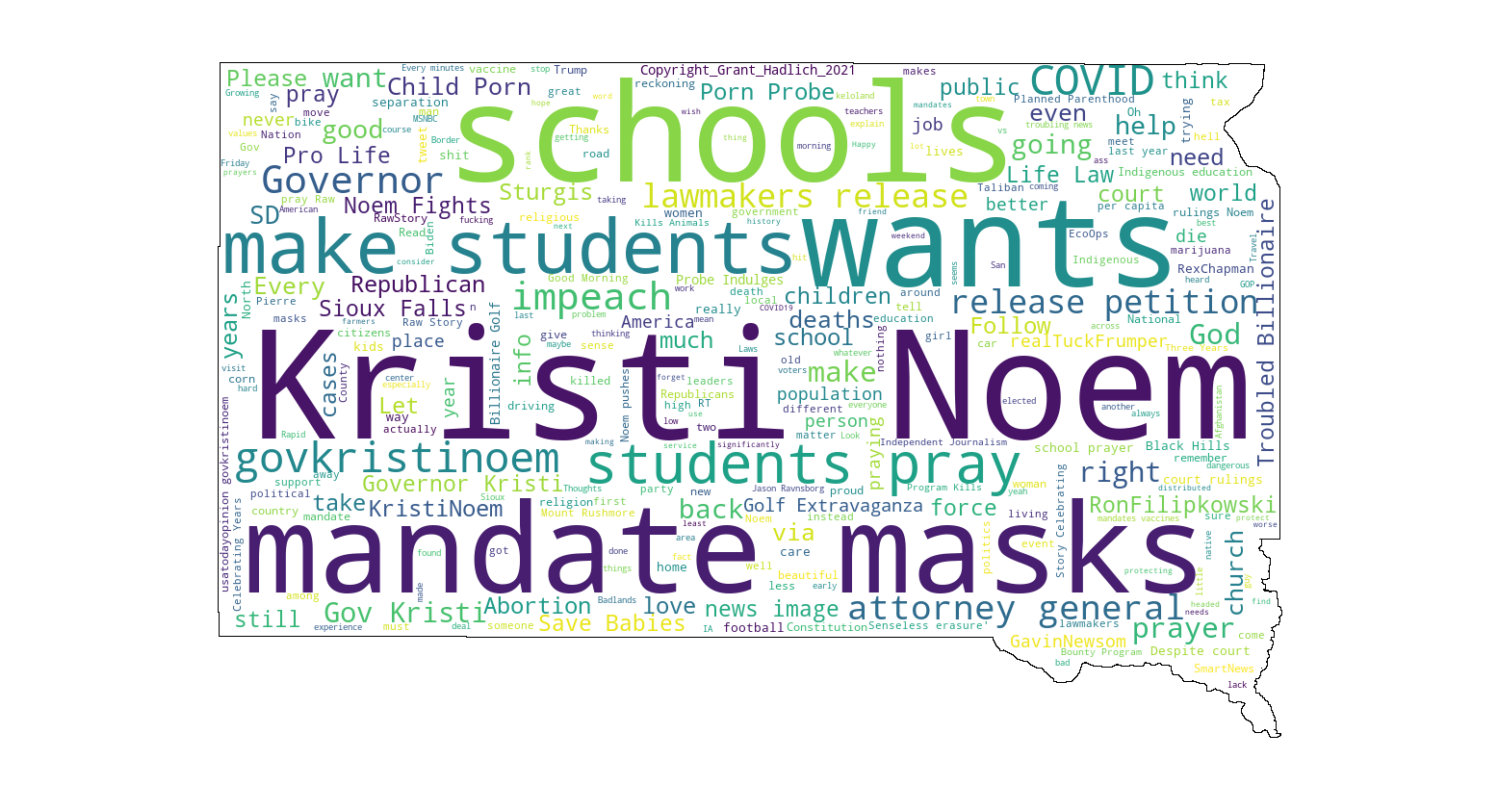 Every minutes stop Trump Copyright_Grant_Hadlich_2021 makes COVID think
Please want vaccine reckoning
Child Porn great Porn Probe public
Growing say pray separation man hope word wish keloland teachers mandates town Planned Parenthood tax
never move MSNBC Thanks explain job even Oh trying hell
Nation bike course good schools thing vs troubling news help
values Gov Border tweet getting morning Happy going meet
Friday Pro Life shit road rank lot lives ass last year need
prayers Governor Life Law Indigenous education
pray Raw American Noem Fights Sturgis taking lawmakers release Taliban coming court world
SD RawStory fucking religious women government friend better per capita rulings Noem
Read Biden next Kills Animals history EcoOps die best
make students wants weekend marijuana Travel
consider hit Indigenous seems San heard GOP
North Every Republican Good Morning Probe Indulges RexChapman
Pierre Sioux Falls impeach work death children around release petition
masks farmers Raw Story n last problem really local COVID19 deaths tell National across
years citizens give thinking America mean education Follow God
visit kids place maybe sense info much school girl car realTuckFrumper Three Years
corn cases County center Billionaire Golf Laws old nothing whatever voters
hard especially year killed forget leaders make
Let driving Republicans population elected another always
way high RT use different everyone Afghanistan Troubled Billionaire
actually Noem pushes low two person
Kristi Noem
Rapid making significantly matter Look praying Independent Journalism school prayer Black Hills
usatodayopinion govkristinoem service remember
govkristinoem students pray right dangerous
away support Governor Kristi Thoughts Jason Ravnsborg Program Kills yeah woman court rulings
political Sioux religion first party new proud
country take KristiNoem back Golf Extravaganza force living RonFilipkowski
mandate Mount Rushmore least Noem instead Story Celebrating mandates vaccines sure protect worse
Celebrating Years area via politics native
found got done fact care event church
mandate masks
made things home well beautiful protecting little guy
among less early headed find
still Gov Kristi Abortion Badlands love news image attorney general needs
experience must deal someone Save Babies IA football Constitution Senseless erasure' lawmakers prayer come
GavinNewsom
Bounty Program Despite court
bad SmartNews
distributed lack